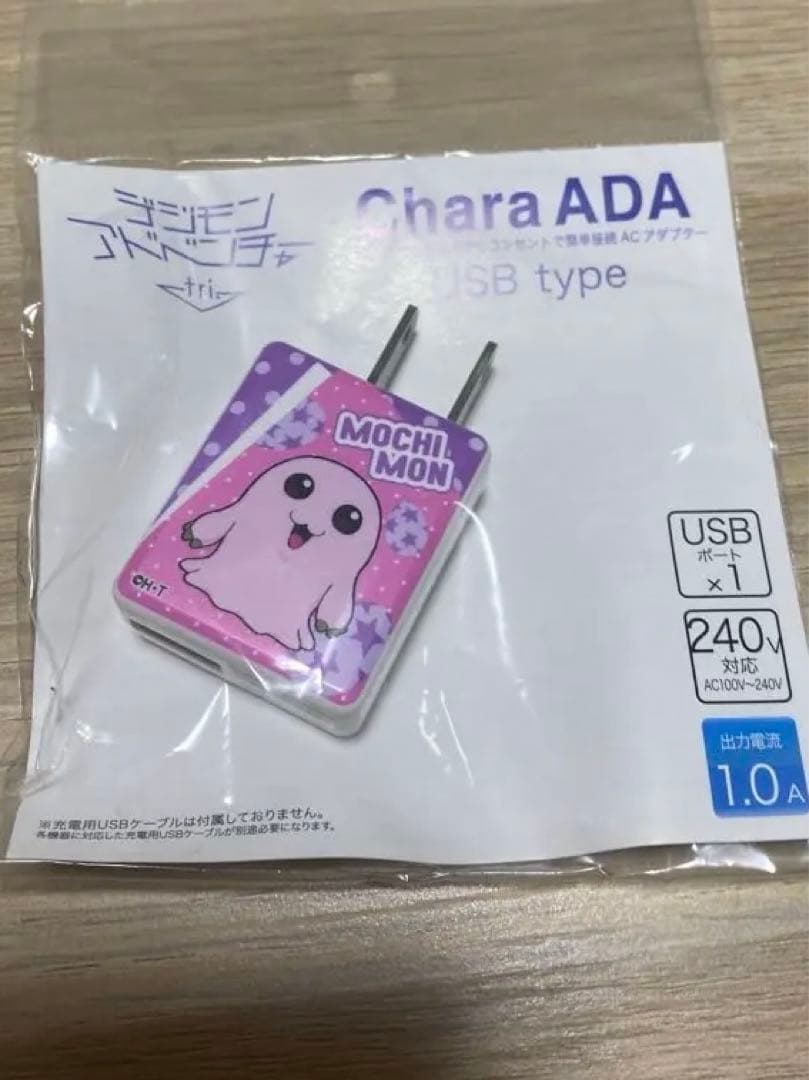 デジモン
アドベンチャー
tri.
Chara ADA
コンセントで簡単接続 ACアダプター
USB type
MOCHI
MON
©H・T
USB
ポート
×1
240V
対応
AC100V～240V
出力電流
1.0A
※充電用USBケーブルは付属しておりません。
各機器に対応した充電用USBケーブルが別途必要になります。